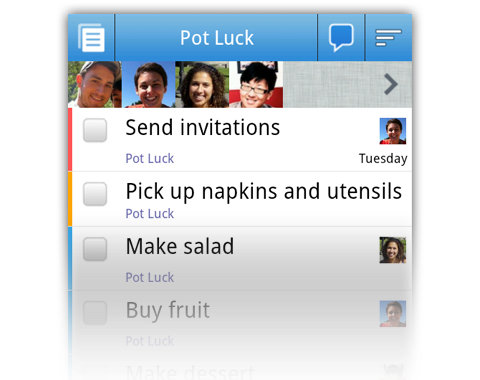 Pot Luck
Send invitations
Pot Luck
Tuesday
Pick up napkins and utensils
Pot Luck
Make salad
Pot Luck
Buy fruit
Pot Luck
Make dessert